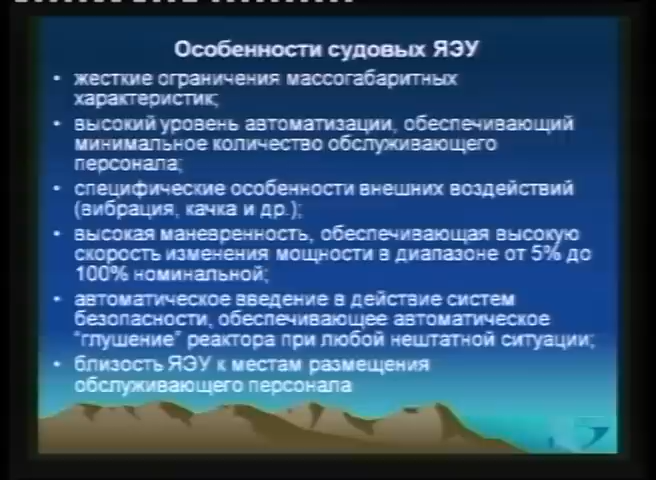 Особенности судовых ЯЭУ
• жесткие ограничения массогабаритных
характеристик;
• высокий уровень автоматизации, обеспечивающий
минимальное количество обслуживающего
персонала;
• специфические особенности внешних воздействий
(вибрация, качка и др.);
• высокая маневренность, обеспечивающая высокую
скорость изменения мощности в диапазоне от 5% до
100% номинальной;
• автоматическое введение в действие систем
безопасности, обеспечивающее автоматическое
"глушение" реактора при любой нештатной ситуации;
• близость ЯЭУ к местам размещения
обслуживающего персонала